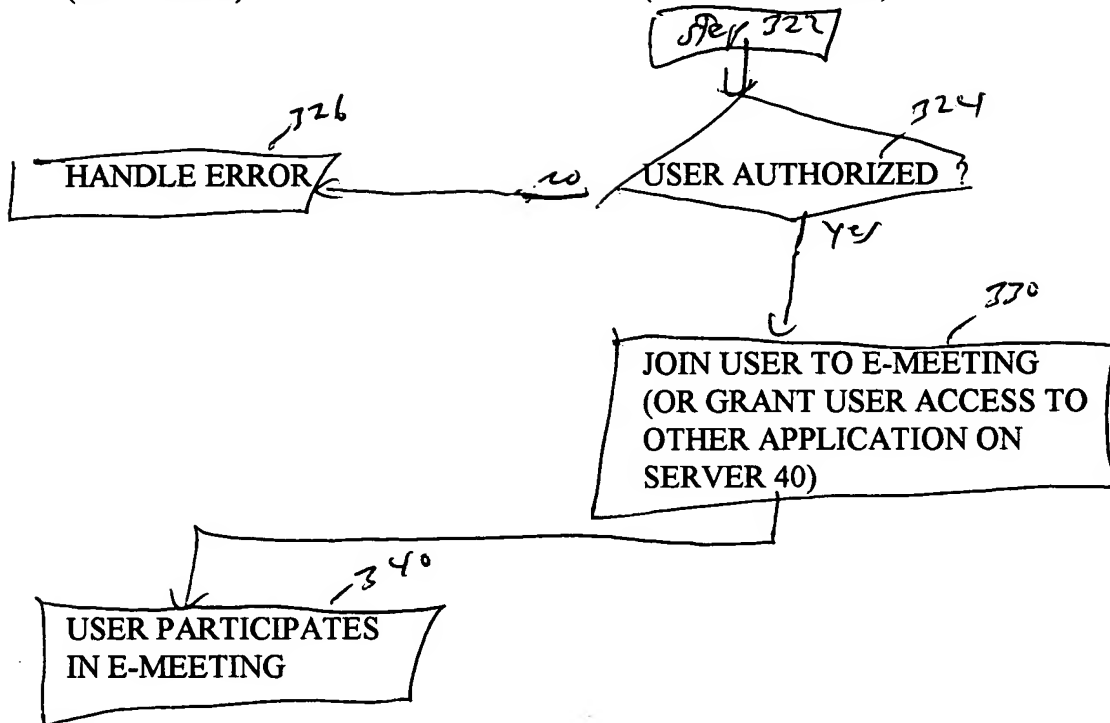 step 322
324
326
HANDLE ERROR
no
USER AUTHORIZED ?
yes
330
JOIN USER TO E-MEETING
(OR GRANT USER ACCESS TO
OTHER APPLICATION ON
SERVER 40)
340
USER PARTICIPATES
IN E-MEETING